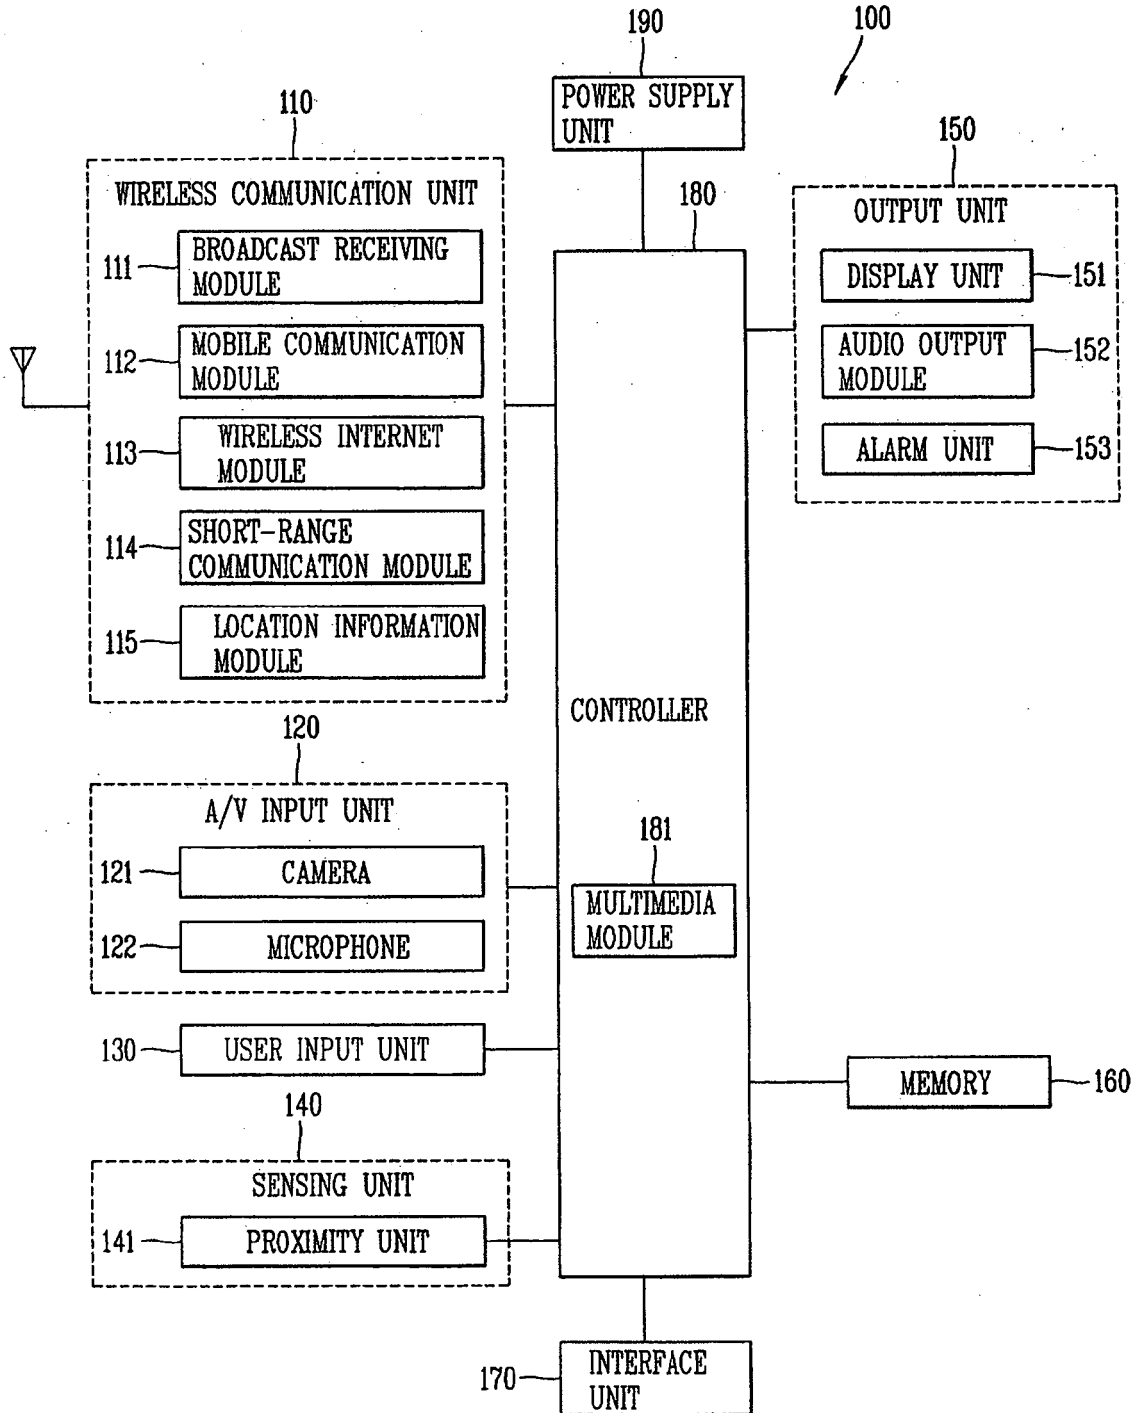 190
100
POWER SUPPLY
UNIT
110
150
WIRELESS COMMUNICATION UNIT
180
OUTPUT UNIT
111
BROADCAST RECEIVING
MODULE
DISPLAY UNIT
151
112
MOBILE COMMUNICATION
MODULE
AUDIO OUTPUT
MODULE
152
113
WIRELESS INTERNET
MODULE
ALARM UNIT
153
114
SHORT-RANGE
COMMUNICATION MODULE
115
LOCATION INFORMATION
MODULE
CONTROLLER
120
A/V INPUT UNIT
181
121
CAMERA
MULTIMEDIA
MODULE
122
MICROPHONE
130
USER INPUT UNIT
MEMORY
160
140
SENSING UNIT
141
PROXIMITY UNIT
170
INTERFACE
UNIT